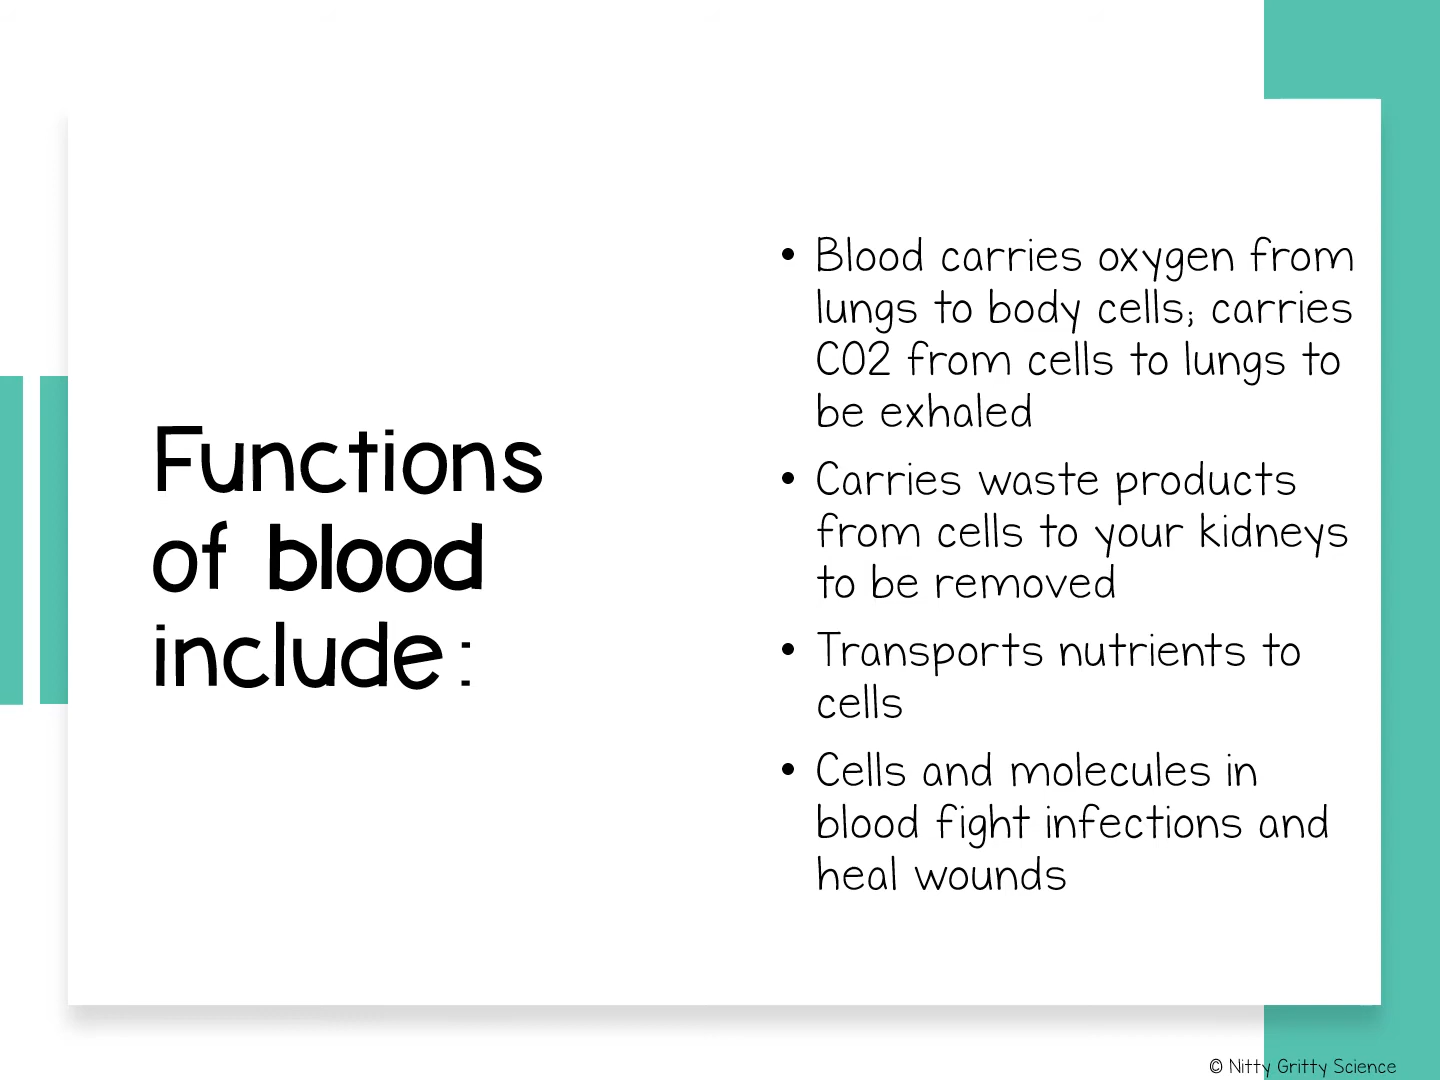 Functions
of blood
include:
• Blood carries oxygen from
lungs to body cells; carries
CO2 from cells to lungs to
be exhaled
• Carries waste products
from cells to your kidneys
to be removed
• Transports nutrients to
cells
• Cells and molecules in
blood fight infections and
heal wounds
© Nitty Gritty Science